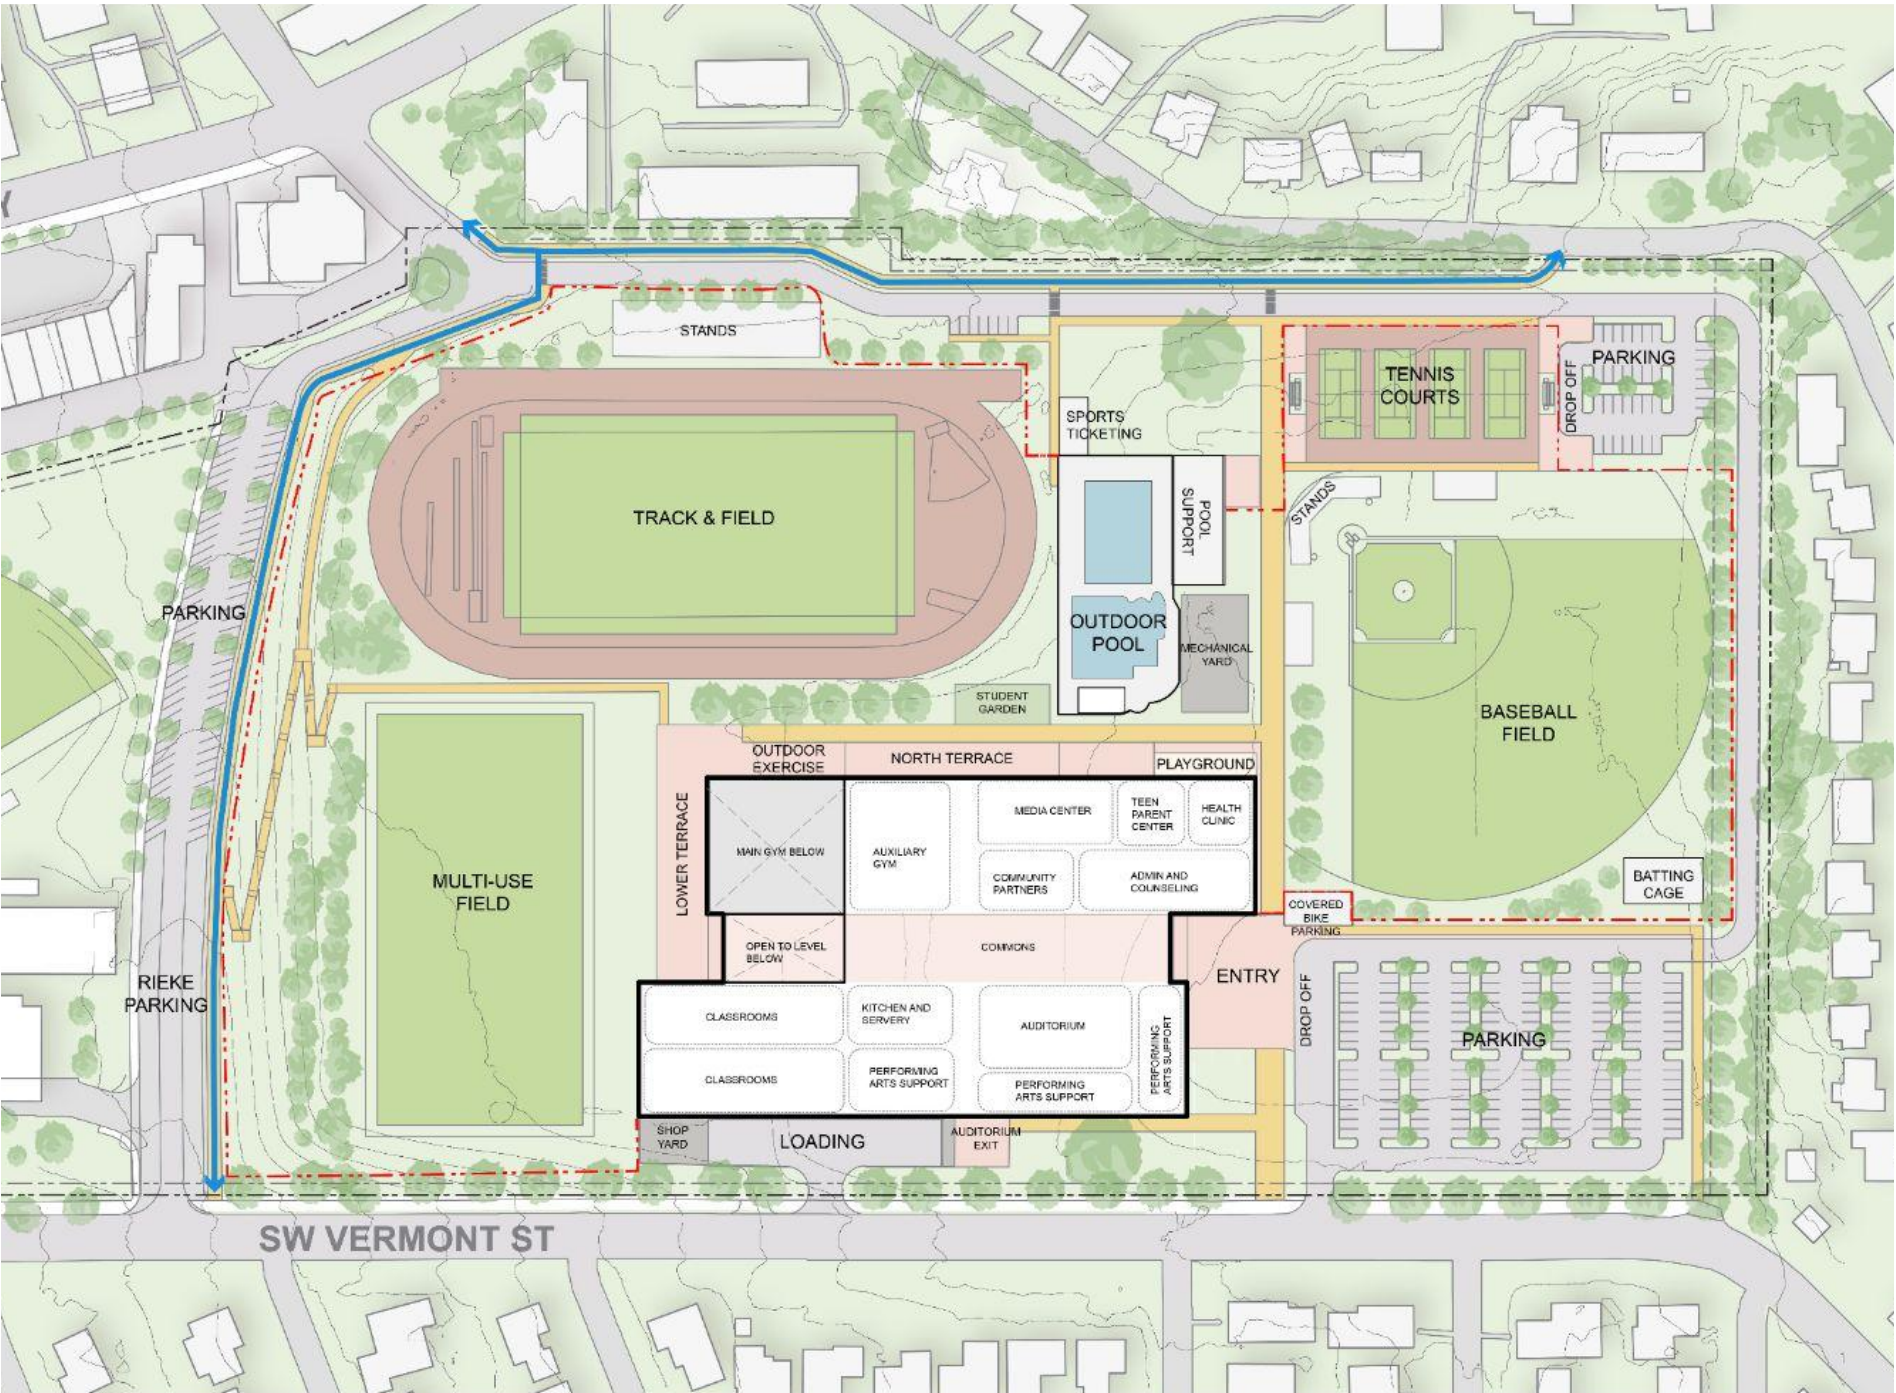 Y
STANDS
PARKING
TENNIS
COURTS
DROP OFF
SPORTS
TICKETING
POOL
SUPPORT
STANDS
TRACK & FIELD
PARKING
OUTDOOR
POOL
MECHANICAL
YARD
STUDENT
GARDEN
BASEBALL
FIELD
OUTDOOR
EXERCISE
NORTH TERRACE
PLAYGROUND
LOWER TERRACE
MAIN GYM BELOW
AUXILIARY
GYM
MEDIA CENTER
TEEN
PARENT
CENTER
HEALTH
CLINIC
COMMUNITY
PARTNERS
ADMIN AND
COUNSELING
MULTI-USE
FIELD
BATTING
CAGE
COVERED
BIKE
PARKING
OPEN TO LEVEL
BELOW
COMMONS
ENTRY
RIEKE
PARKING
DROP OFF
CLASSROOMS
KITCHEN AND
SERVERY
AUDITORIUM
PERFORMING
ARTS SUPPORT
PARKING
CLASSROOMS
PERFORMING
ARTS SUPPORT
PERFORMING
ARTS SUPPORT
SHOP
YARD
LOADING
AUDITORIUM
EXIT
SW VERMONT ST